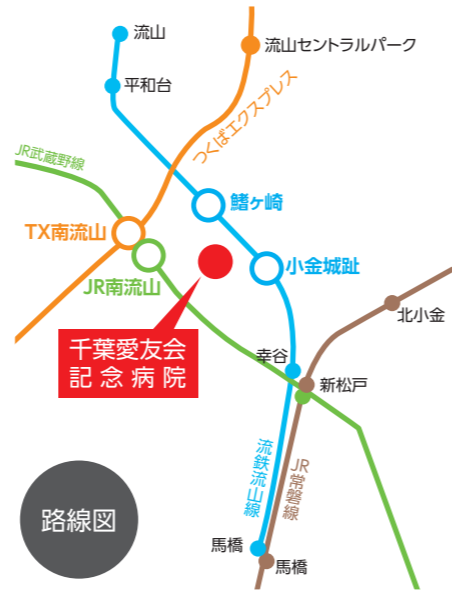 流山
流山セントラルパーク
平和台
つくばエクスプレス
JR武蔵野線
鰭ヶ崎
TX南流山
小金城趾
JR南流山
北小金
千葉愛友会
記念病院
幸谷
新松戸
流鉄流山線
JR常磐線
路線図
馬橋
馬橋